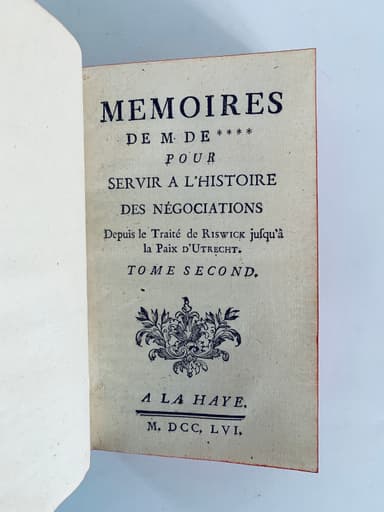 MEMOIRES
DE M. DE ****
POUR
SERVIR A L'HISTOIRE
DES NÉGOCIATIONS
Depuis le Traité de RISWICK juſqu'à
la Paix D'UTRECHT.
TOME SECOND.
A LA HAYE.
M. DCC, LVI.